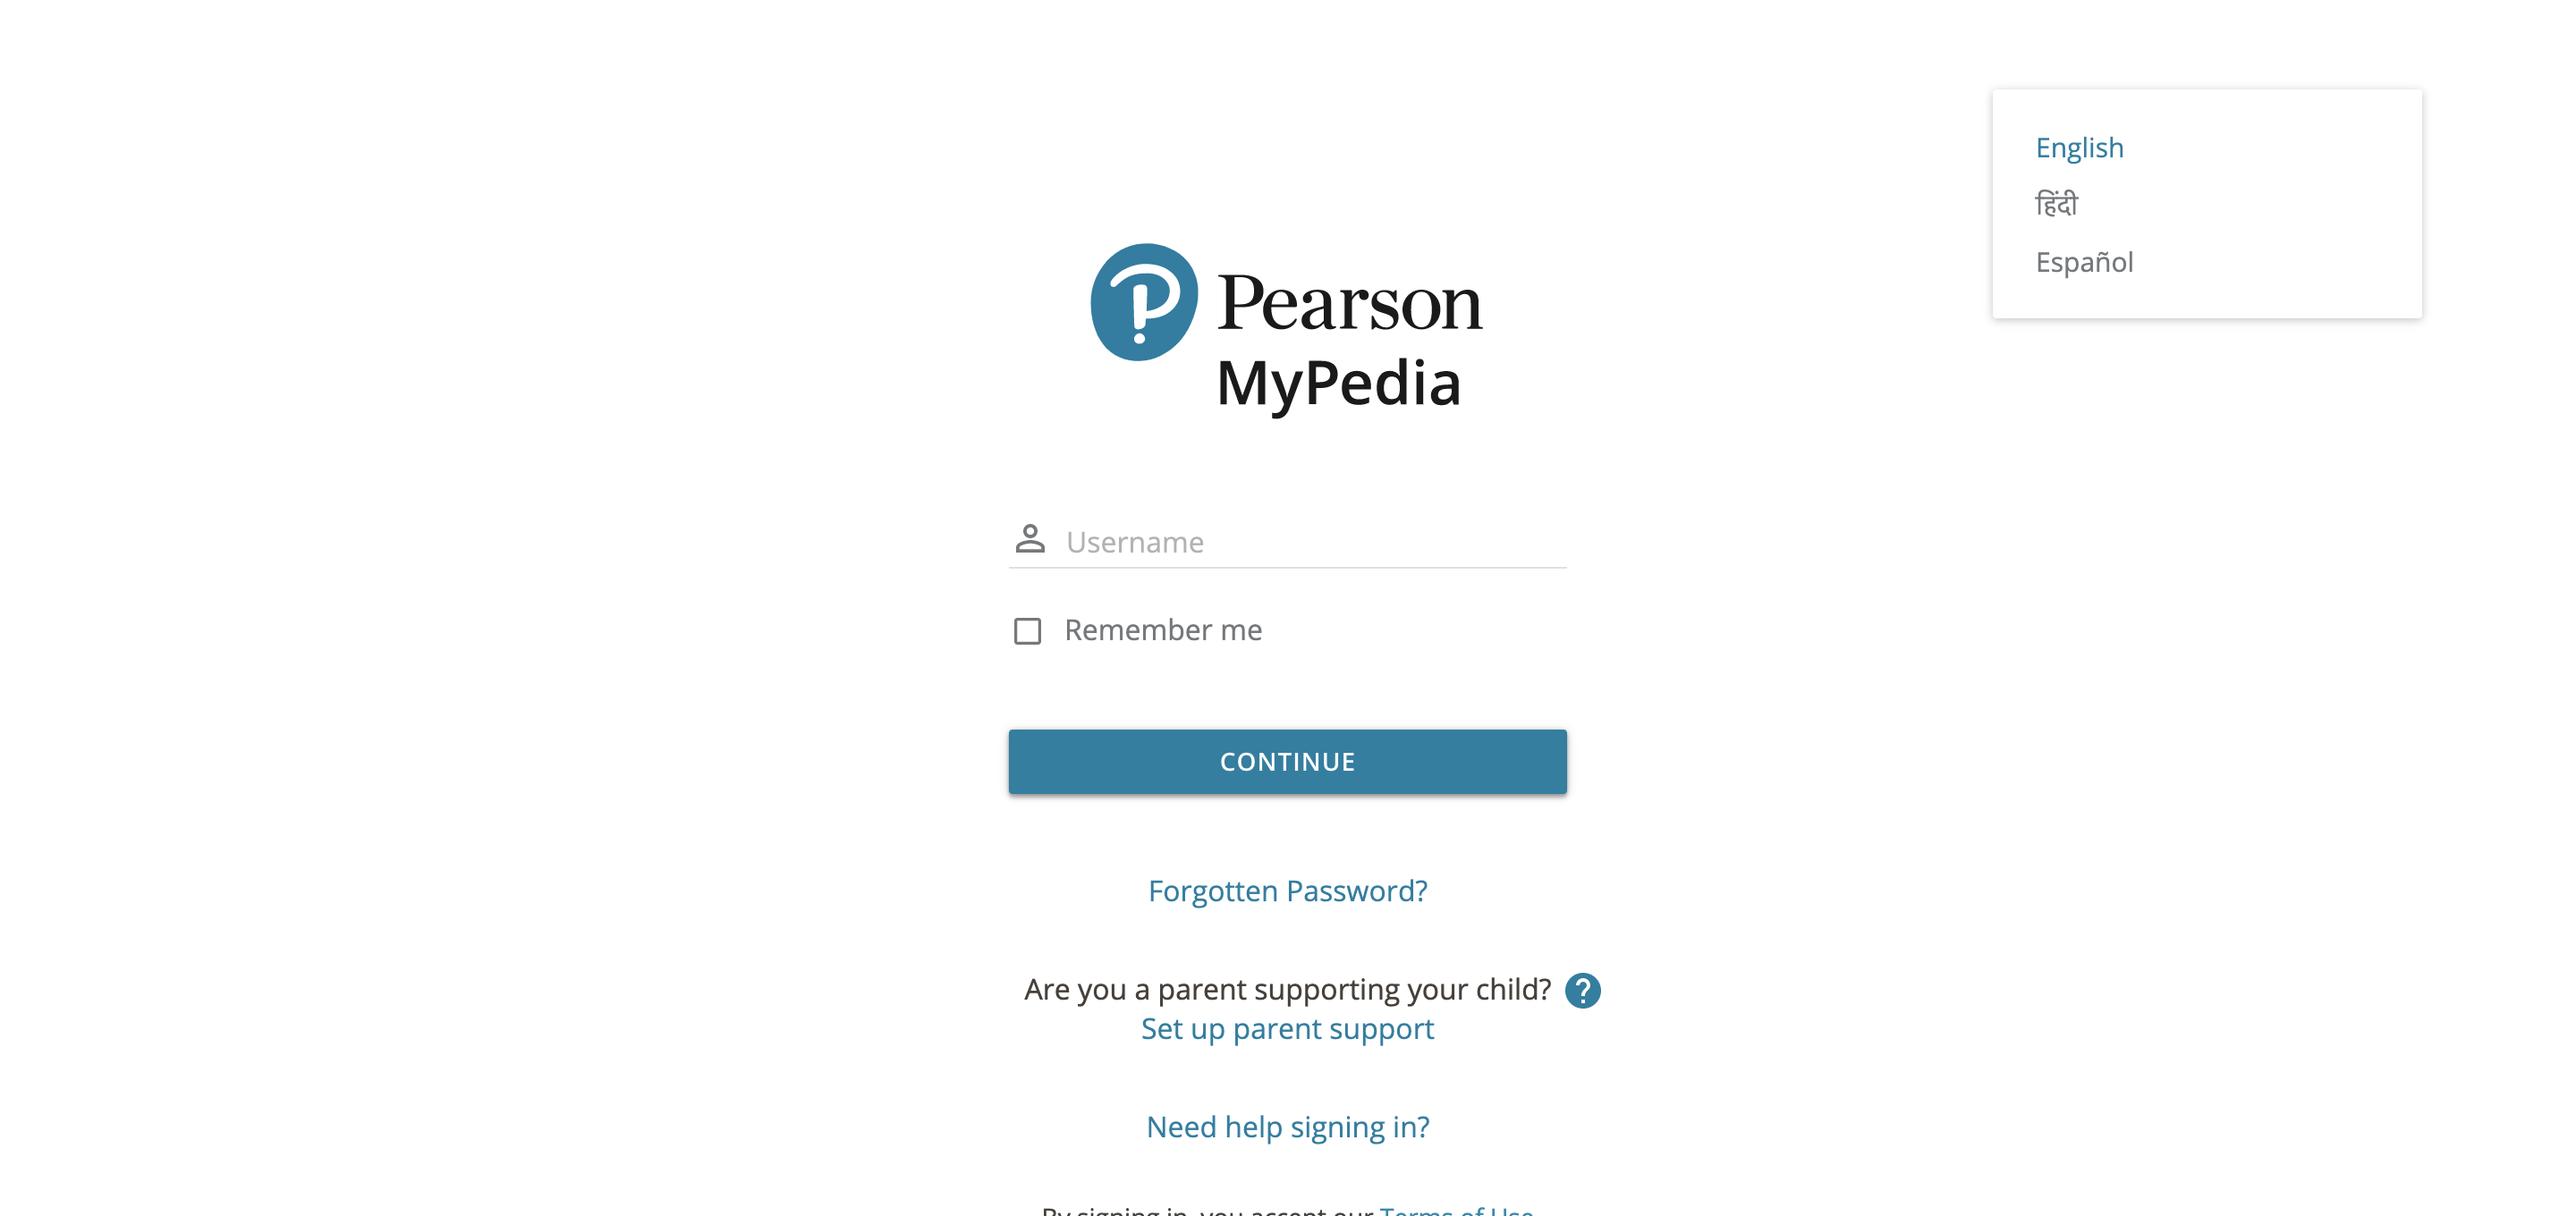 English
हिंदी
Español
Pearson
MyPedia
Username
Remember me
CONTINUE
Forgotten Password?
Are you a parent supporting your child? ?
Set up parent support
Need help signing in?
By signing in, you accept our Terms of Use